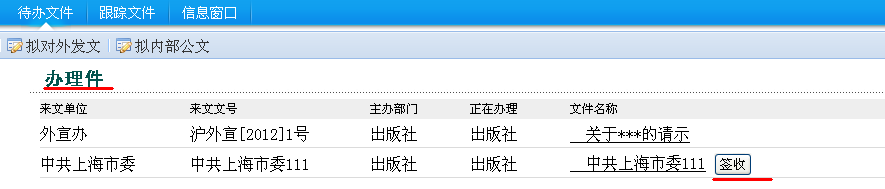 待办文件 跟踪文件 信息窗口
拟对外发文 拟内部公文
办理件
来文单位 来文文号 主办部门 正在办理 文件名称
外宣办 沪外宣[2012]1号 出版社 出版社 关于***的请示
中共上海市委 中共上海市委111 出版社 出版社 中共上海市委111 签收